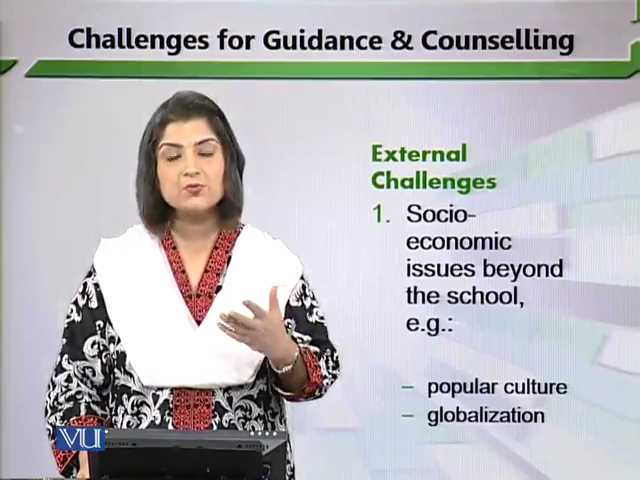 Challenges for Guidance & Counselling
External
Challenges
1. Socio-
economic
issues beyond
the school,
e.g.:
– popular culture
– globalization
VU